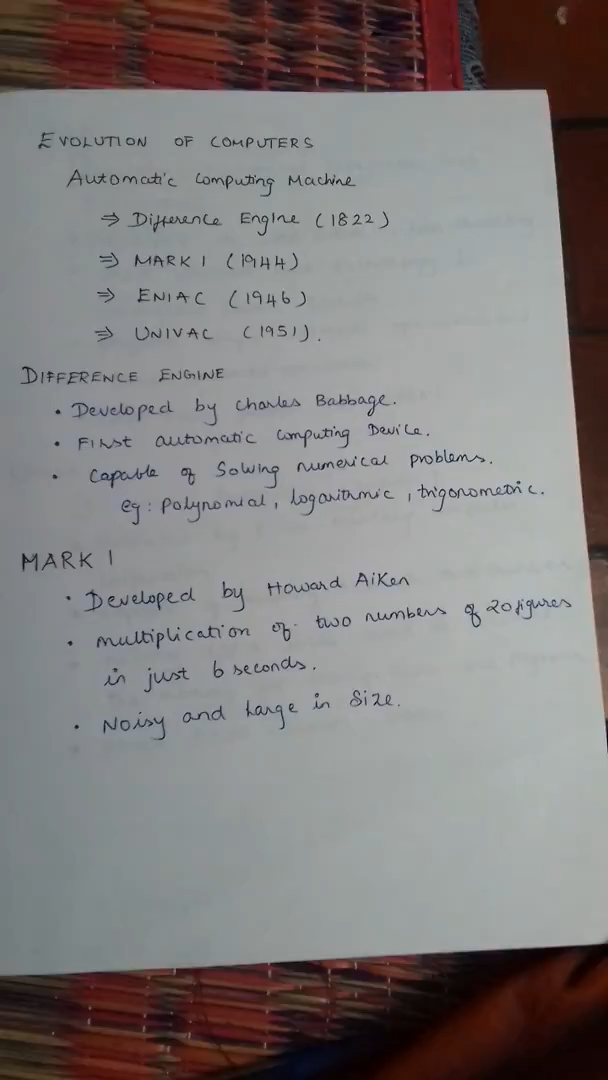 EVOLUTION OF COMPUTERS
Automatic Computing Machine
⇒ Difference Engine (1822)
⇒ MARK 1 (1944)
⇒ ENIAC (1946)
⇒ UNIVAC (1951).
DIFFERENCE ENGINE
• Developed by Charles Babbage.
• First automatic Computing Device.
• Capable of Solving numerical problems.
eg: polynomial, logarithmic, trigonometric.
MARK 1
• Developed by Howard Aiken
• multiplication of two numbers of 20 figures
in just 6 seconds.
• Noisy and Large in Size.